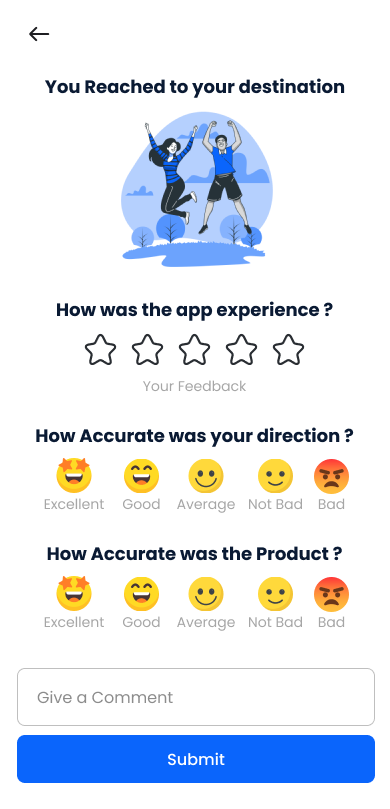 You Reached to your destination
How was the app experience ?
Your Feedback
How Accurate was your direction ?
Excellent Good Average Not Bad Bad
How Accurate was the Product ?
Excellent Good Average Not Bad Bad
Give a Comment
Submit